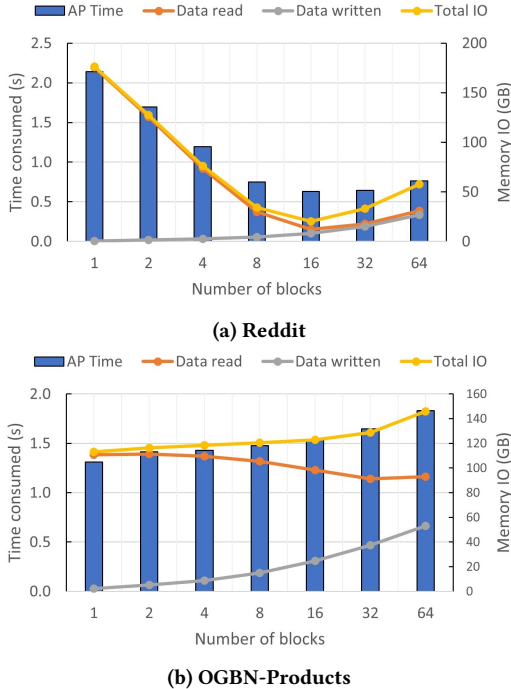 AP Time Data read Data written Total IO
2.5 200
2.0 150
1.5
100
1.0
0.5 50
0.0 0
1 2 4 8 16 32 64
Time consumed (s)
Memory IO (GB)
Number of blocks
(a) Reddit
AP Time Data read Data written Total IO
2.0 160
140
1.5 120
100
1.0 80
60
0.5 40
20
0.0 0
1 2 4 8 16 32 64
Time consumed (s)
Memory IO (GB)
Number of blocks
(b) OGBN-Products